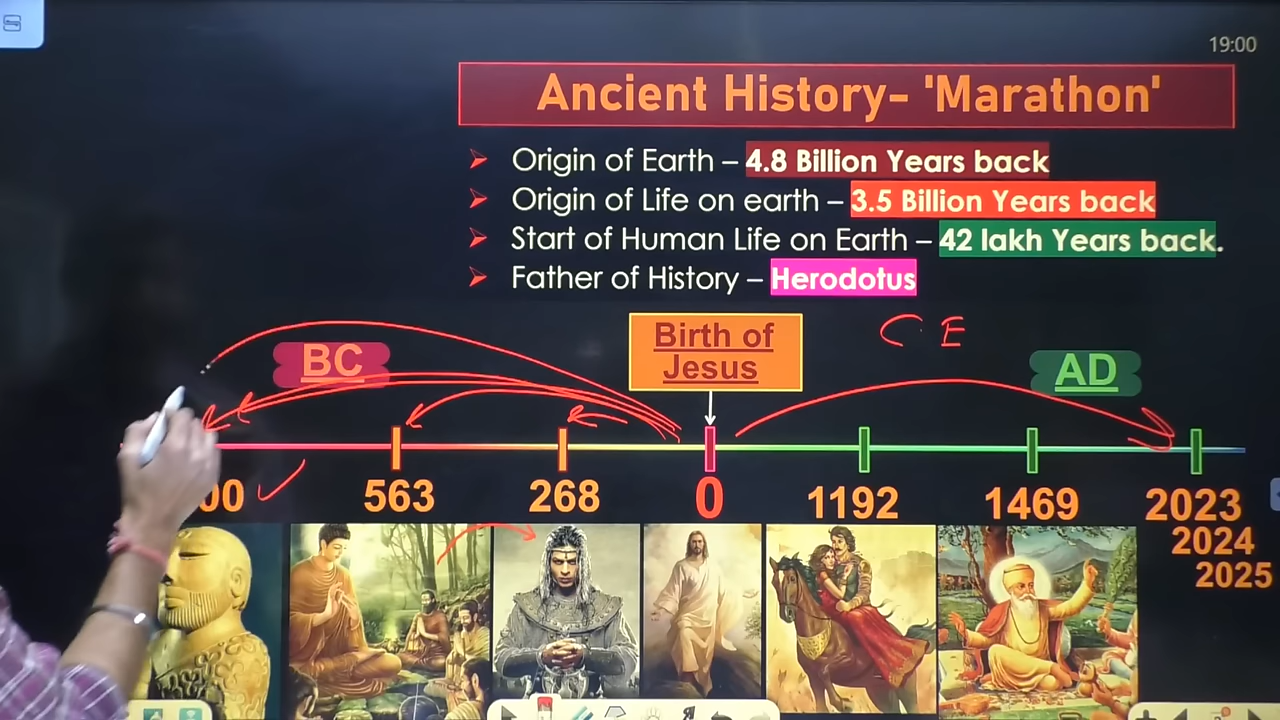 19:00
Ancient History- 'Marathon'
Origin of Earth – 4.8 Billion Years back
Origin of Life on earth – 3.5 Billion Years back
Start of Human Life on Earth – 42 lakh Years back.
Father of History – Herodotus
Birth of
Jesus
C E
BC
AD
00 563 268 0 1192 1469 2023
2024
2025